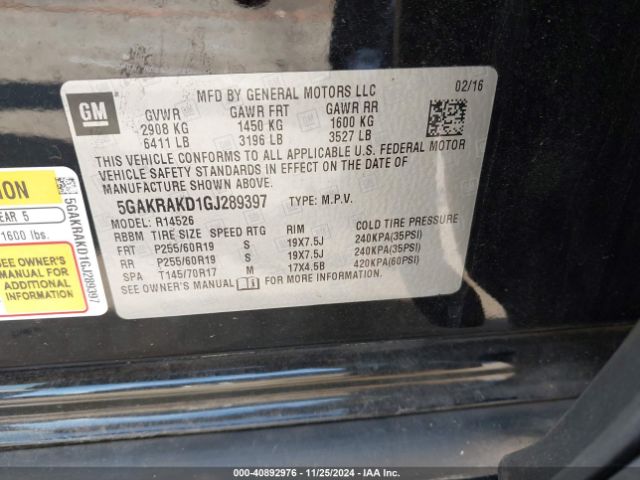 GM
MFD BY GENERAL MOTORS LLC
02/16
GVWR GAWR FRT GAWR RR
2908 KG 1450 KG 1600 KG
6411 LB 3196 LB 3527 LB
THIS VEHICLE CONFORMS TO ALL APPLICABLE U.S. FEDERAL MOTOR
VEHICLE SAFETY STANDARDS IN EFFECT ON THE DATE OF
MANUFACTURE SHOWN ABOVE.
5GAKRAKD1GJ289397 TYPE: M.P.V.
MODEL: R14526
RBBM TIRE SIZE SPEED RTG RIM COLD TIRE PRESSURE
FRT P255/60R19 S 19X7.5J 240KPA(35PSI)
RR P255/60R19 S 19X7.5J 240KPA(35PSI)
SPA T145/70R17 M 17X4.5B 420KPA(60PSI)
SEE OWNER'S MANUAL FOR MORE INFORMATION.
EAR 5
1600 lbs.
SEE OWNER'S
MANUAL FOR
ADDITIONAL
INFORMATION
5GAKRAKD1GJ289397
000-40892976 - 11/25/2024 - IAA Inc.